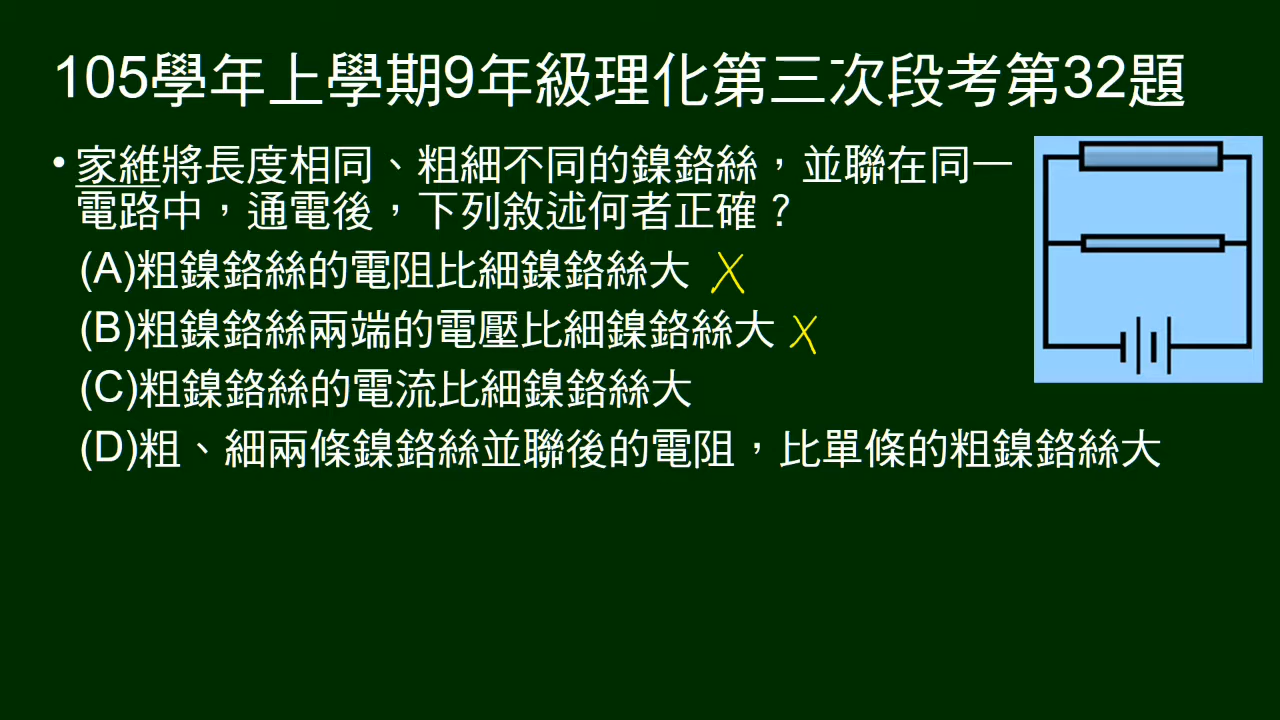 105學年上學期9年級理化第三次段考第32題
•家維將長度相同、粗細不同的鎳鉻絲，並聯在同一
電路中，通電後，下列敘述何者正確？
(A)粗鎳鉻絲的電阻比細鎳鉻絲大 X
(B)粗鎳鉻絲兩端的電壓比細鎳鉻絲大 X
(C)粗鎳鉻絲的電流比細鎳鉻絲大
(D)粗、細兩條鎳鉻絲並聯後的電阻，比單條的粗鎳鉻絲大